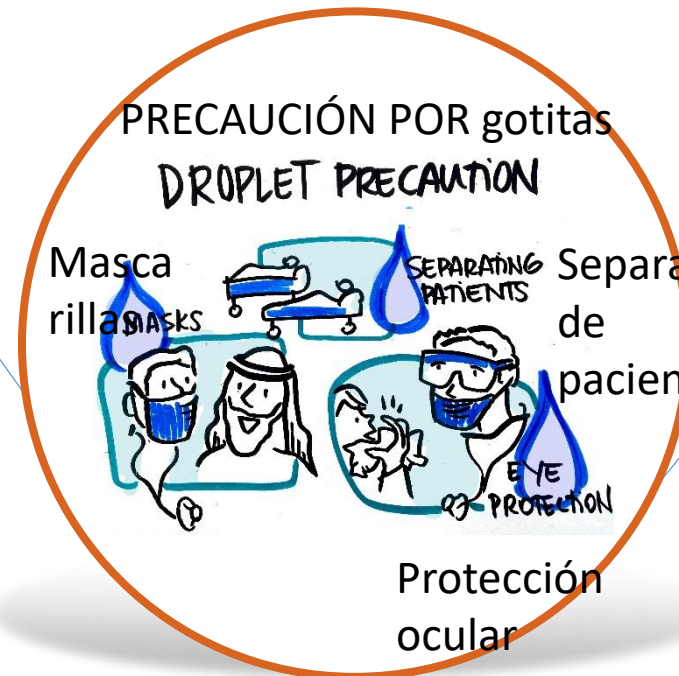 PRECAUCIÓN POR gotitas
DROPLET PRECAUTION
Masca
rillas
MASKS
SEPARATING
PATIENTS
Separa
de
pacien
EYE
PROTECTION
Protección
ocular